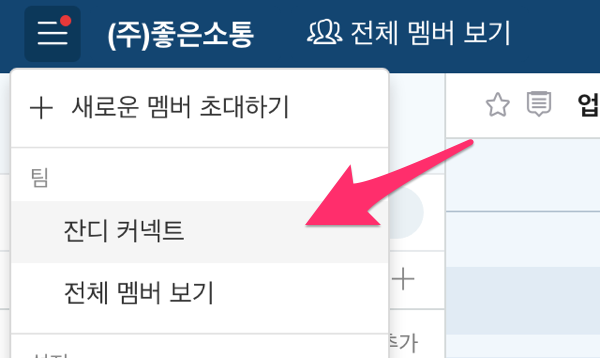 (주)좋은소통
전체 멤버 보기
+ 새로운 멤버 초대하기
업
팀
잔디 커넥트
전체 멤버 보기
추가